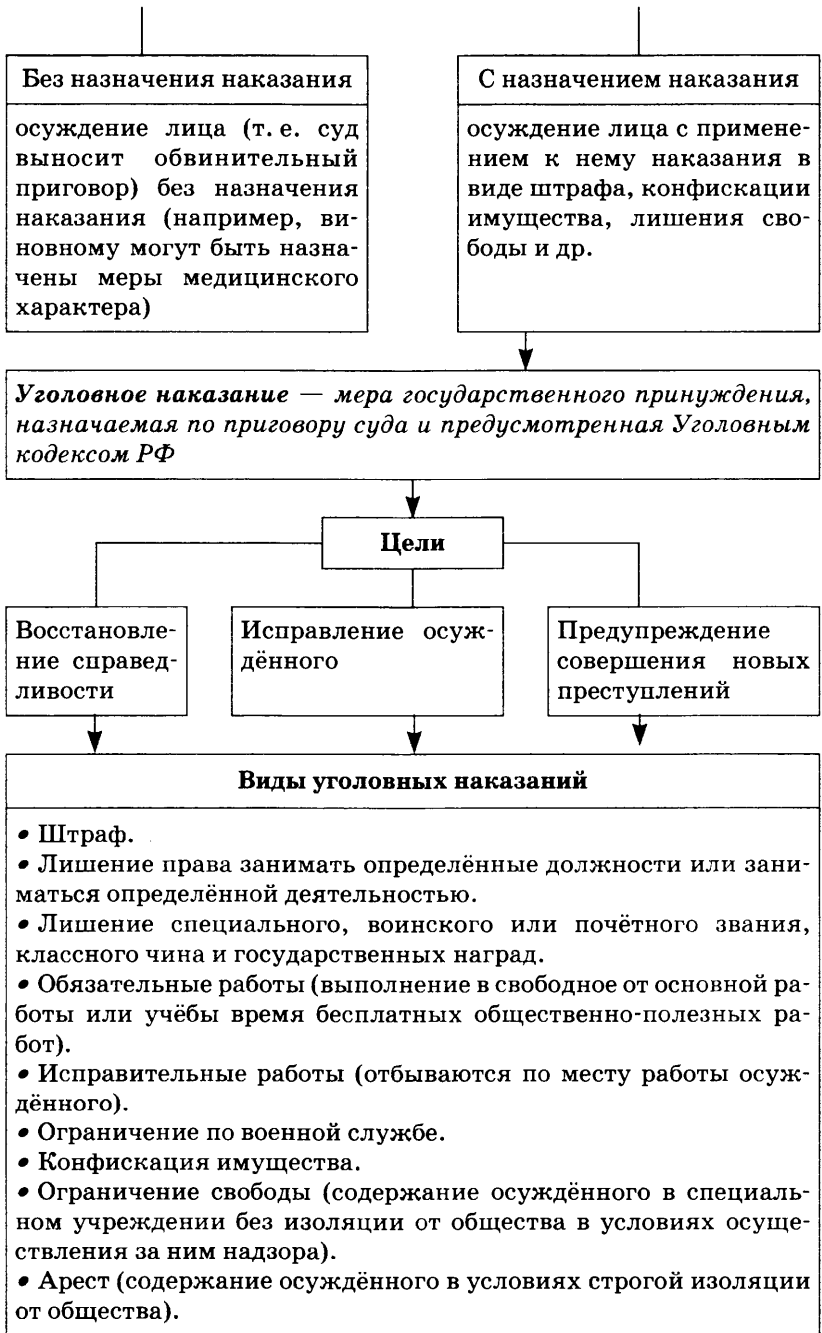 Без назначения наказания
осуждение лица (т. е. суд
выносит обвинительный
приговор) без назначения
наказания (например, ви-
новному могут быть назна-
чены меры медицинского
характера)
С назначением наказания
осуждение лица с примене-
нием к нему наказания в
виде штрафа, конфискации
имущества, лишения сво-
боды и др.
Уголовное наказание — мера государственного принуждения,
назначаемая по приговору суда и предусмотренная Уголовным
кодексом РФ
Цели
Восстановле-
ние справед-
ливости
Исправление осуж-
дённого
Предупреждение
совершения новых
преступлений
Виды уголовных наказаний
• Штраф.
• Лишение права занимать определённые должности или зани-
маться определённой деятельностью.
• Лишение специального, воинского или почётного звания,
классного чина и государственных наград.
• Обязательные работы (выполнение в свободное от основной ра-
боты или учёбы время бесплатных общественно-полезных ра-
бот).
• Исправительные работы (отбываются по месту работы осуж-
дённого).
• Ограничение по военной службе.
• Конфискация имущества.
• Ограничение свободы (содержание осуждённого в специаль-
ном учреждении без изоляции от общества в условиях осуще-
ствления за ним надзора).
• Арест (содержание осуждённого в условиях строгой изоляции
от общества).